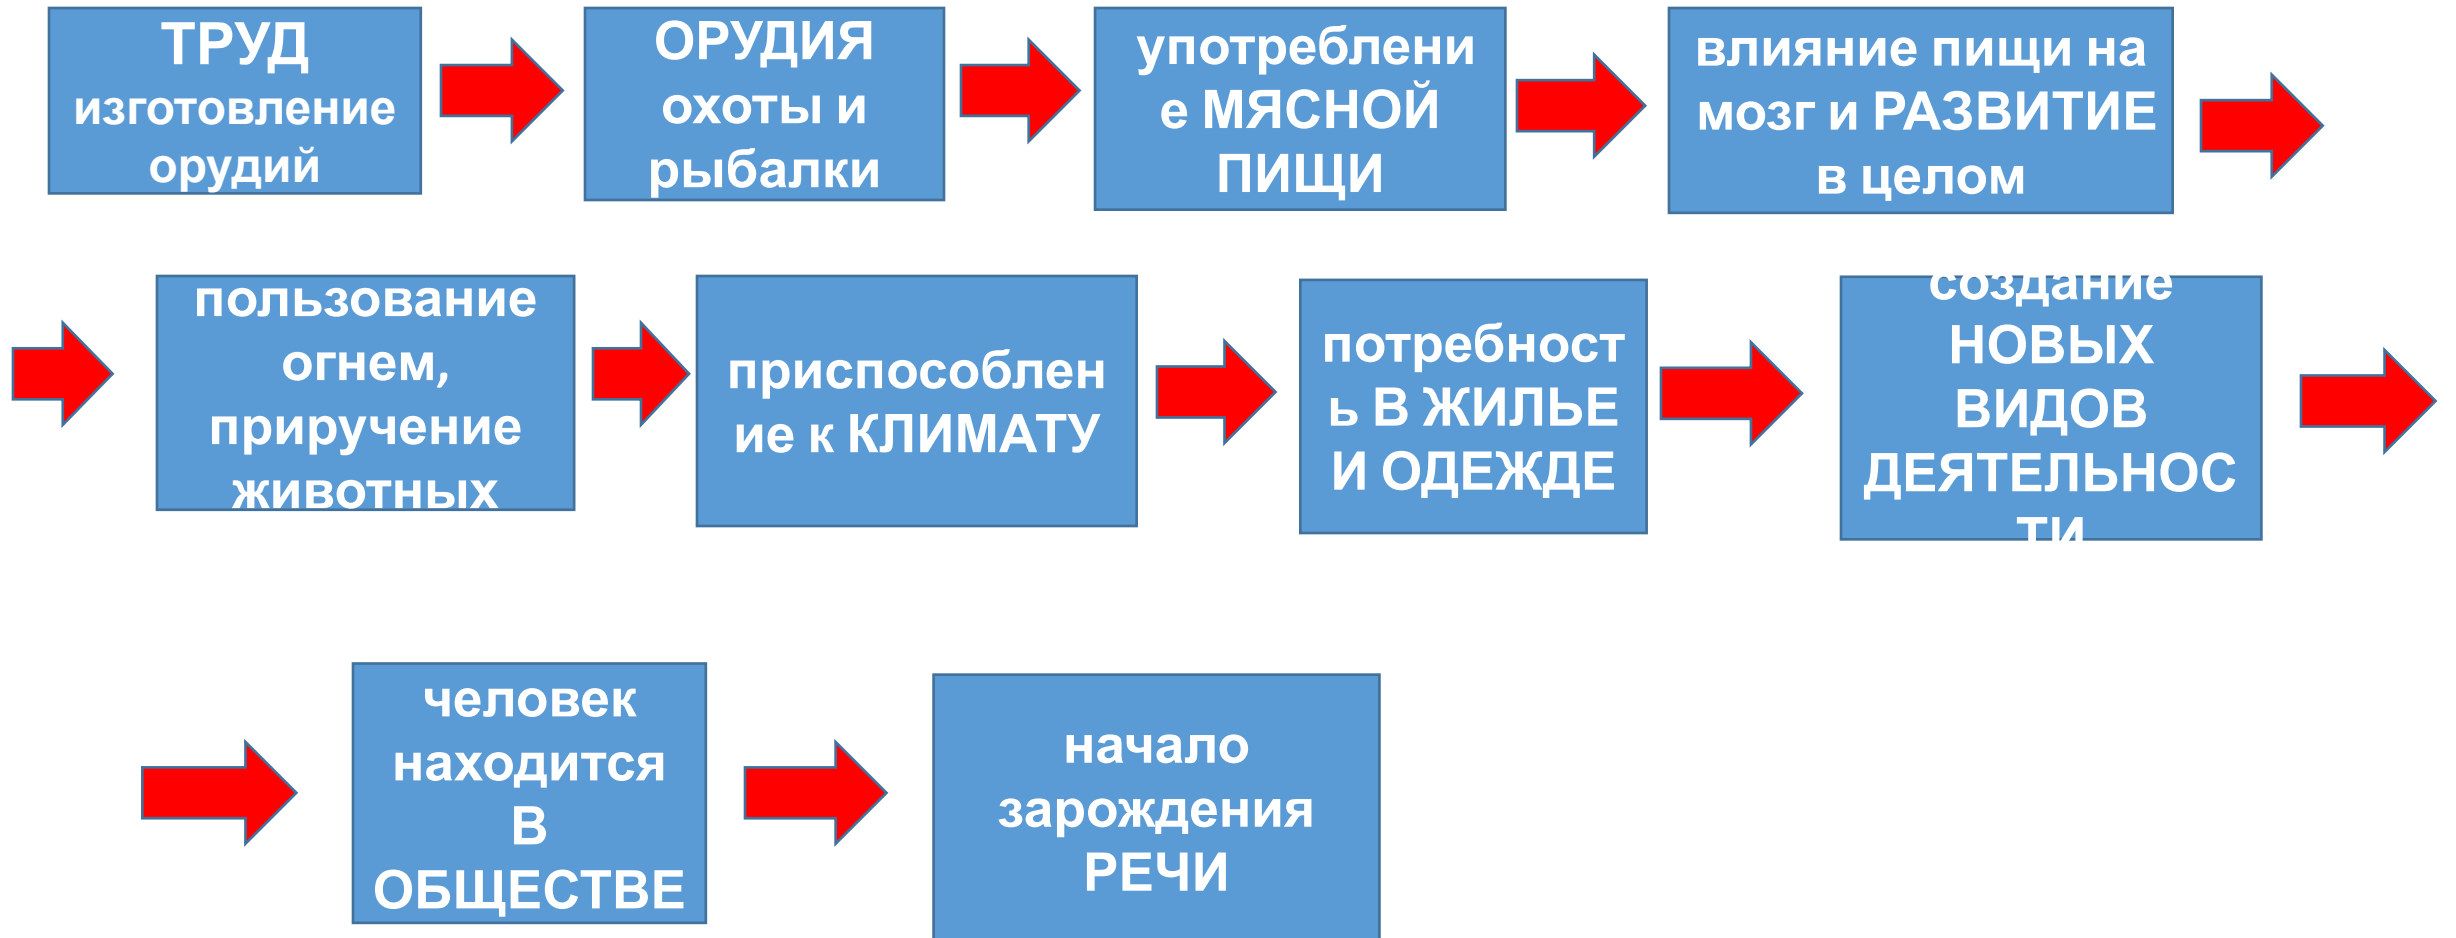 ТРУД
изготовление
орудий
ОРУДИЯ
охоты и
рыбалки
употреблени
е МЯСНОЙ
ПИЩИ
влияние пищи на
мозг и РАЗВИТИЕ
в целом
пользование
огнем,
приручение
животных
приспособлен
ие к КЛИМАТУ
потребност
ь В ЖИЛЬЕ
И ОДЕЖДЕ
создание
НОВЫХ
ВИДОВ
ДЕЯТЕЛЬНОС
ТИ
человек
находится
В
ОБЩЕСТВЕ
начало
зарождения
РЕЧИ